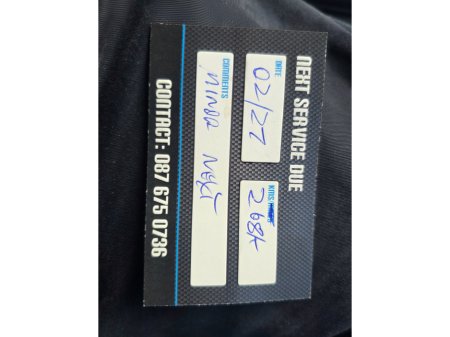 NEXT SERVICE DUE
DATE KMS
02/27 268K
COMMENTS
MINOR NEXT
CONTACT: 087 675 0736